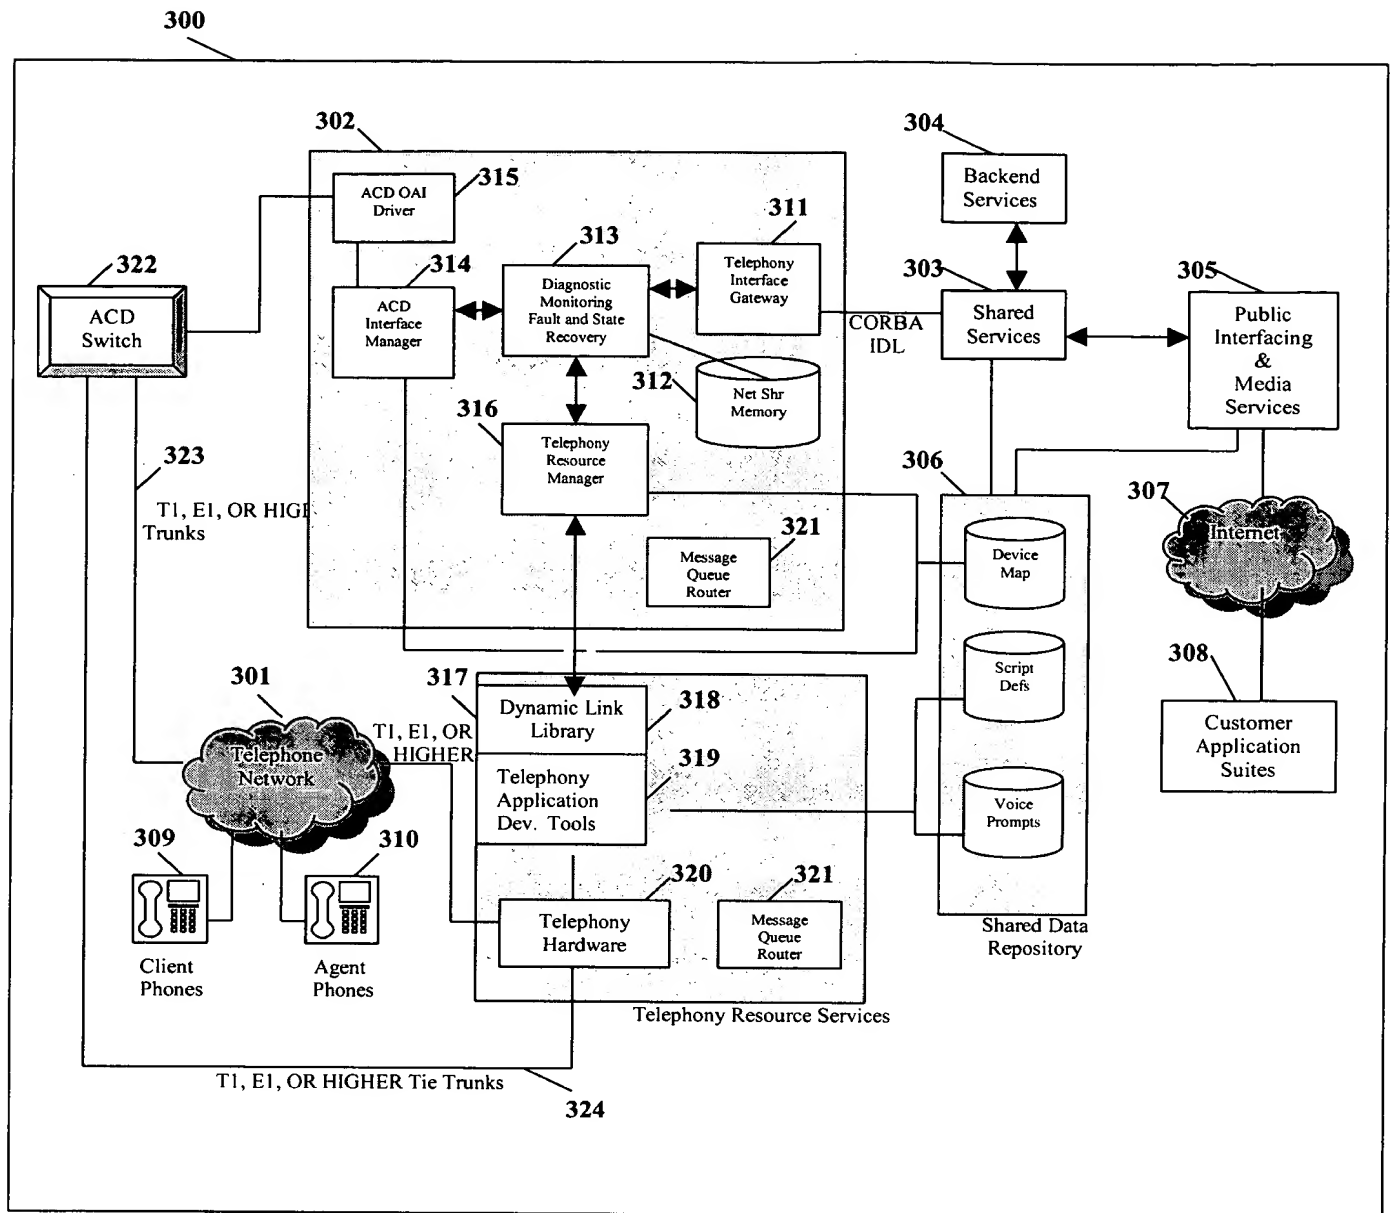 300
302
304
Backend
Services
ACD OAI
Driver
315
311
313
Telephony
Interface
Gateway
322
ACD
Switch
314
ACD
Interface
Manager
Diagnostic
Monitoring
Fault and State
Recovery
303
Shared
Services
305
Public
Interfacing
&
Media
Services
CORBA
IDL
312
Net Shr
Memory
316
Telephony
Resource
Manager
323
T1, E1, OR HIGH
Trunks
306
307
Internet
321
Message
Queue
Router
Device
Map
Script
Defs
308
Customer
Application
Suites
301
Telephone
Network
317
T1, E1, OR
HIGHER
Dynamic Link
Library
318
Telephony
Application
Dev. Tools
319
Voice
Prompts
309
310
320
Telephony
Hardware
321
Message
Queue
Router
Shared Data
Repository
Client
Phones
Agent
Phones
Telephony Resource Services
T1, E1, OR HIGHER Tie Trunks
324